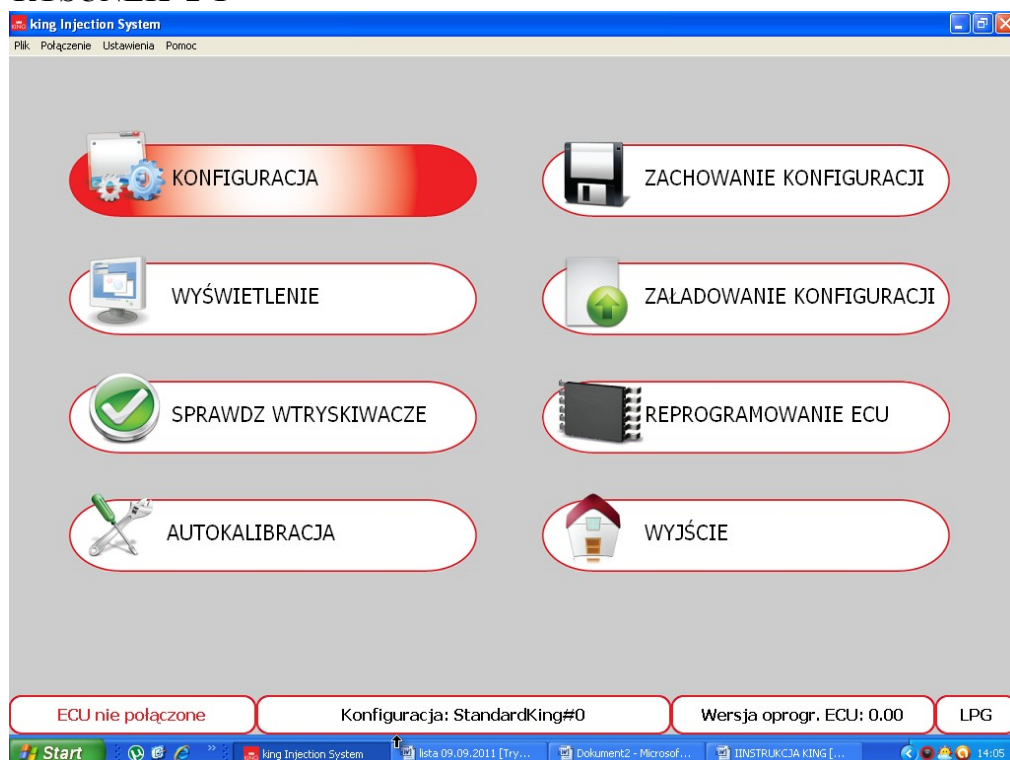 king Injection System
Plik Połączenie Ustawienia Pomoc
KONFIGURACJA
ZACHOWANIE KONFIGURACJI
WYŚWIETLENIE
ZAŁADOWANIE KONFIGURACJI
SPRAWDZ WTRYSKIWACZE
REPROGRAMOWANIE ECU
AUTOKALIBRACJA
WYJŚCIE
ECU nie połączone
Konfiguracja: StandardKing#0
Wersja oprogr. ECU: 0.00
LPG
Start
king Injection System
lista 09.09.2011 [Try...
Dokument2 - Microsof...
IINSTRUKCJA KING [...
14:05